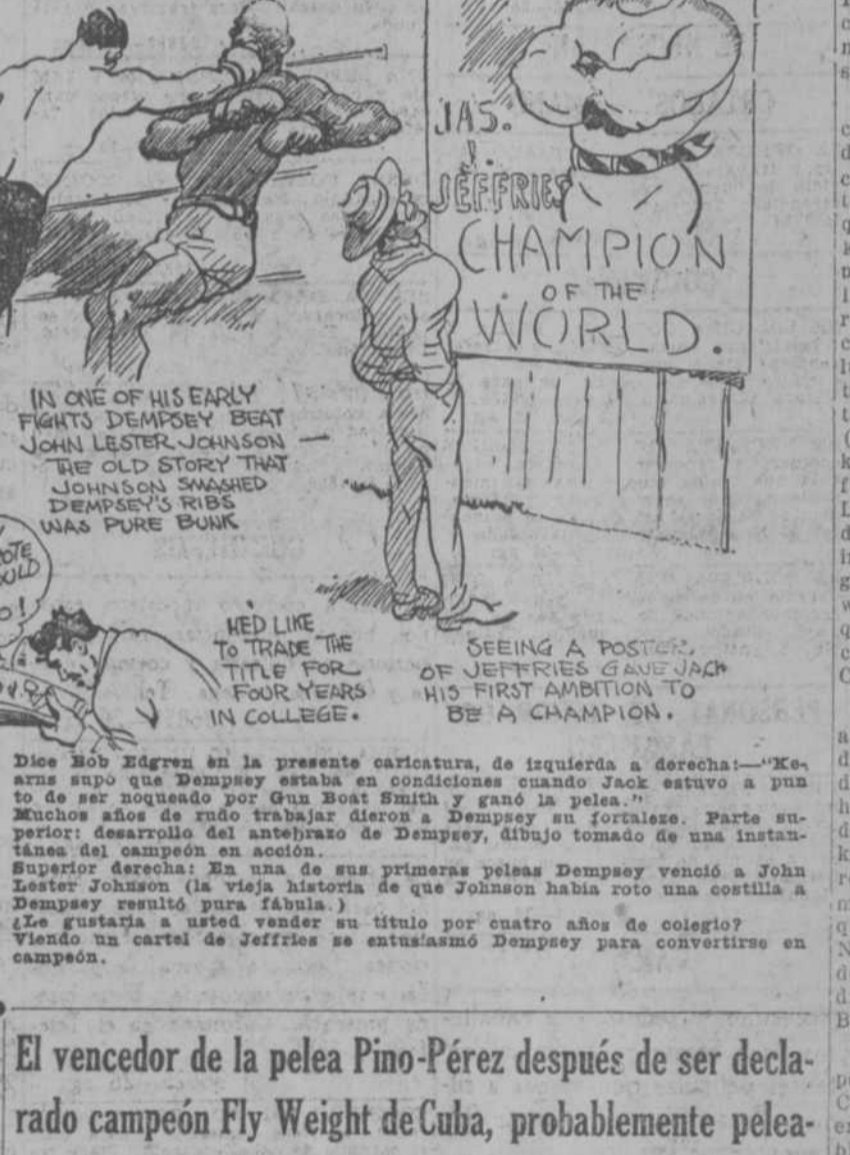 JAS.
J.
JEFFRIES
CHAMPION
OF THE
WORLD.
IN ONE OF HIS EARLY
FIGHTS DEMPSEY BEAT
JOHN LESTER JOHNSON —
THE OLD STORY THAT
JOHNSON SMASHED
DEMPSEY'S RIBS
WAS PURE BUNK
HE'D LIKE
TO TRADE THE
TITLE FOR
FOUR YEARS
IN COLLEGE.
SEEING A POSTER
OF JEFFRIES GAVE JACK
HIS FIRST AMBITION TO
BE A CHAMPION.
Dice Bob Edgren en la presente caricatura, de izquierda a derecha:—"Ke-
arns supo que Dempsey estaba en condiciones cuando Jack estuvo a pun
to de ser noqueado por Gun Boat Smith y ganó la pelea."
Muchos años de rudo trabajar dieron a Dempsey su fortaleze. Parte su-
perior: desarrollo del antebrazo de Dempsey, dibujo tomado de una instan-
tánea del campeón en acción.
Superior derecha: En una de sus primeras peleas Dempsey venció a John
Lester Johnson (la vieja historia de que Johnson había roto una costilla a
Dempsey resultó pura fábula.)
¿Le gustaría a usted vender su título por cuatro años de colegio?
Viendo un cartel de Jeffries se entusiasmó Dempsey para convertirse en
campeón.
El vencedor de la pelea Pino-Pérez después de ser decla-
rado campeón Fly Weight de Cuba, probablemente pelea-